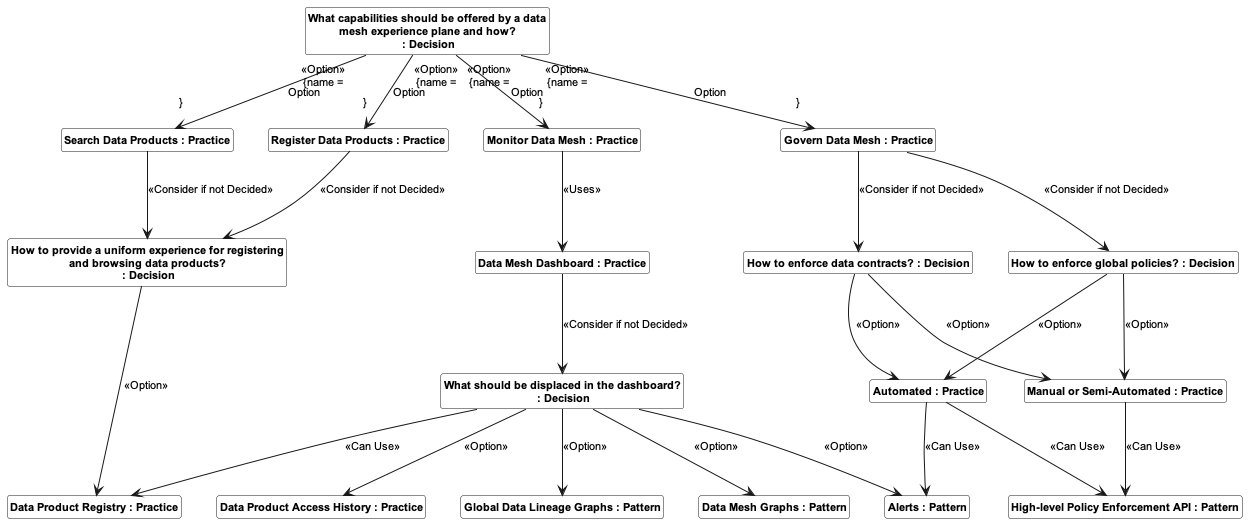 What capabilities should be offered by a data
mesh experience plane and how?
: Decision
«Option» «Option» «Option» «Option»
{name = {name = {name = {name =
Option Option Option Option
} } } }
Search Data Products : Practice
Register Data Products : Practice
Monitor Data Mesh : Practice
Govern Data Mesh : Practice
«Consider if not Decided»
«Consider if not Decided»
«Uses»
«Consider if not Decided»
«Consider if not Decided»
How to provide a uniform experience for registering
and browsing data products?
: Decision
Data Mesh Dashboard : Practice
How to enforce data contracts? : Decision
How to enforce global policies? : Decision
«Consider if not Decided»
«Option»
«Option»
«Option»
«Option»
«Option»
What should be displaced in the dashboard?
: Decision
Automated : Practice
Manual or Semi-Automated : Practice
«Can Use»
«Option»
«Option»
«Option»
«Option»
«Can Use»
«Can Use»
«Can Use»
Data Product Registry : Practice
Data Product Access History : Practice
Global Data Lineage Graphs : Pattern
Data Mesh Graphs : Pattern
Alerts : Pattern
High-level Policy Enforcement API : Pattern